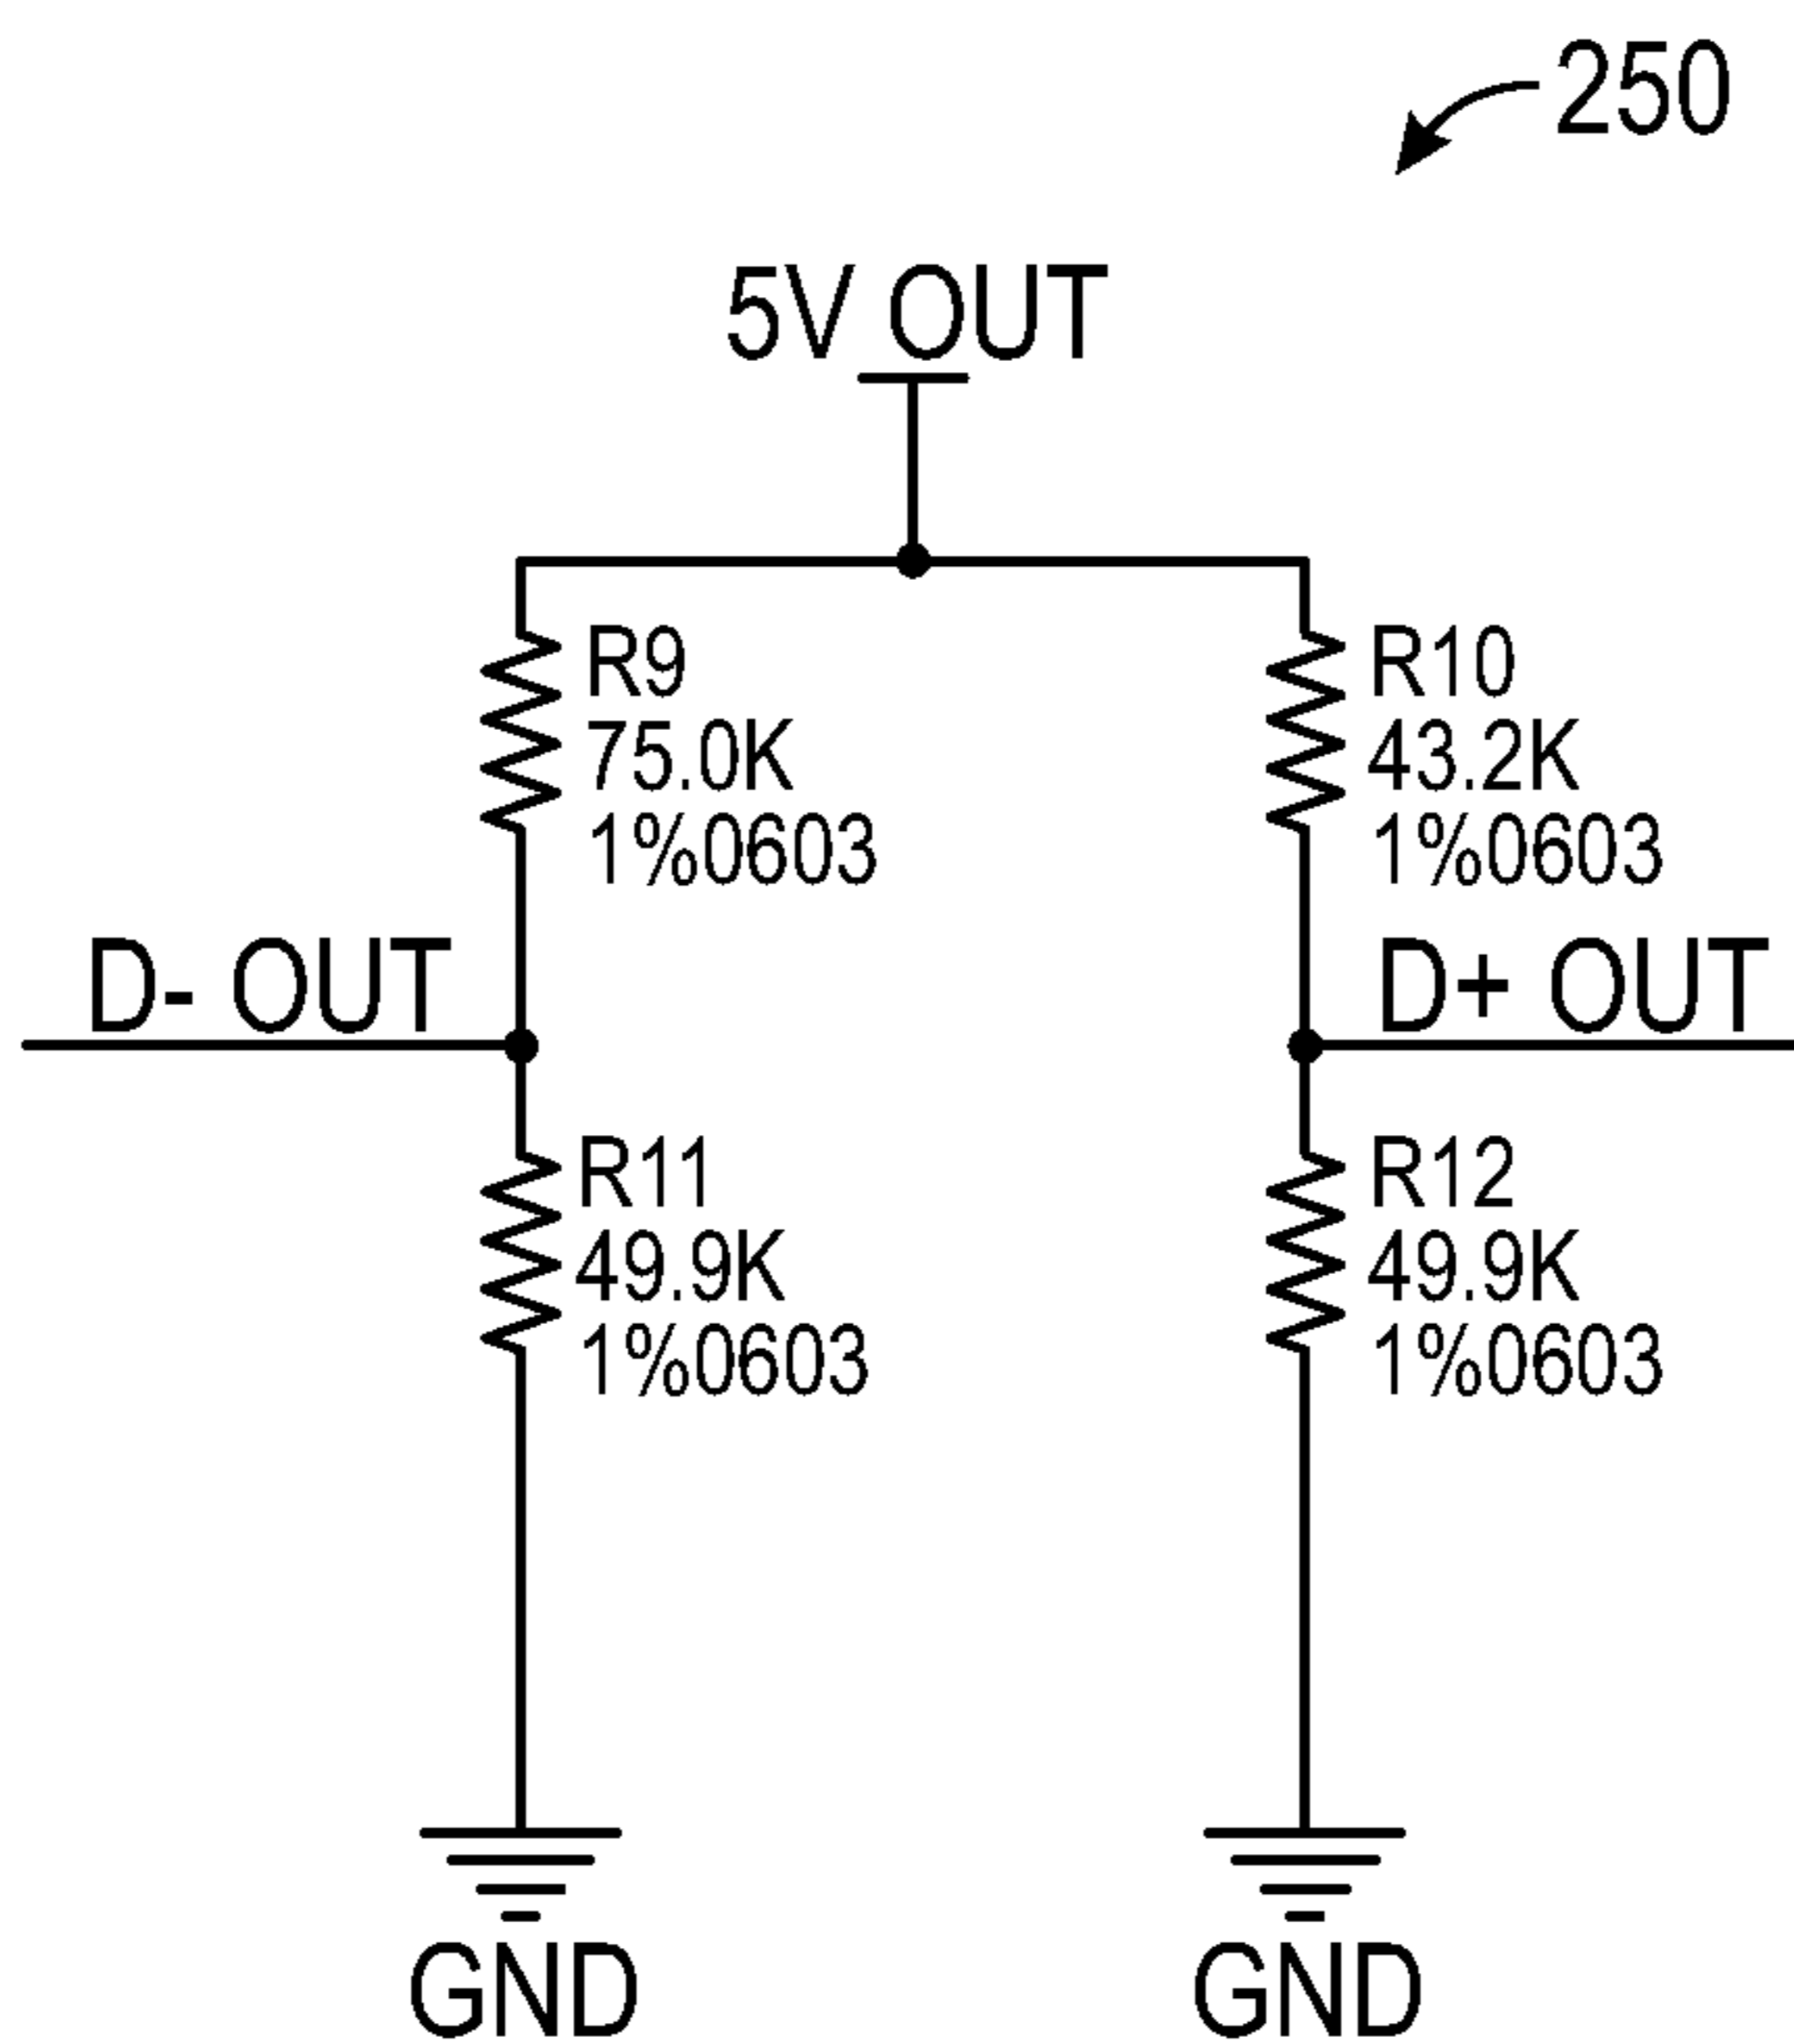 250
5V OUT
R9
75.0K
1%0603
R10
43.2K
1%0603
D- OUT
D+ OUT
R11
49.9K
1%0603
R12
49.9K
1%0603
GND
GND